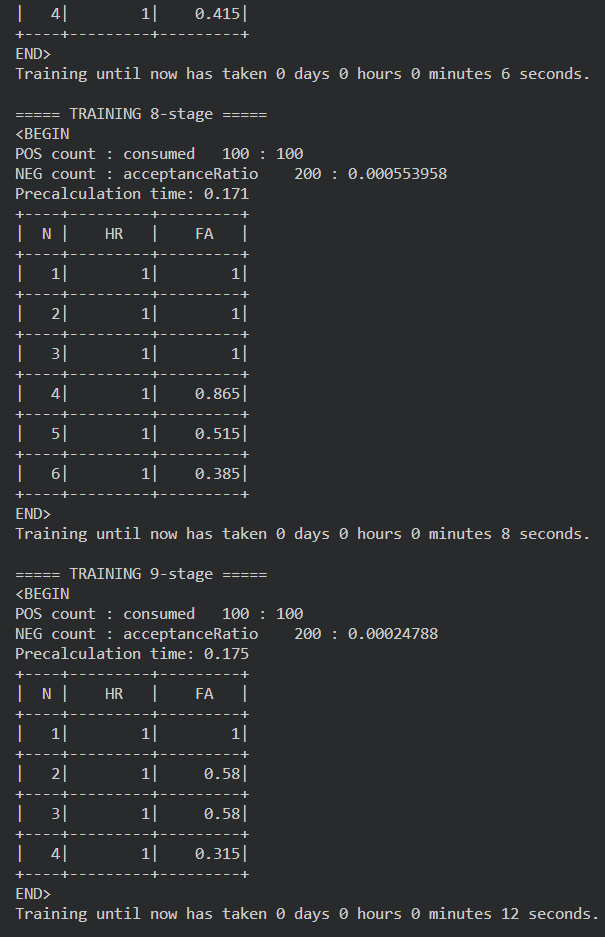 |   4|        1|    0.415|
+----+---------+---------+
END>
Training until now has taken 0 days 0 hours 0 minutes 6 seconds.

===== TRAINING 8-stage =====
<BEGIN
POS count : consumed   100 : 100
NEG count : acceptanceRatio    200 : 0.000553958
Precalculation time: 0.171
+----+---------+---------+
|  N |    HR   |    FA   |
+----+---------+---------+
|   1|        1|        1|
+----+---------+---------+
|   2|        1|        1|
+----+---------+---------+
|   3|        1|        1|
+----+---------+---------+
|   4|        1|    0.865|
+----+---------+---------+
|   5|        1|    0.515|
+----+---------+---------+
|   6|        1|    0.385|
+----+---------+---------+
END>
Training until now has taken 0 days 0 hours 0 minutes 8 seconds.

===== TRAINING 9-stage =====
<BEGIN
POS count : consumed   100 : 100
NEG count : acceptanceRatio    200 : 0.00024788
Precalculation time: 0.175
+----+---------+---------+
|  N |    HR   |    FA   |
+----+---------+---------+
|   1|        1|        1|
+----+---------+---------+
|   2|        1|     0.58|
+----+---------+---------+
|   3|        1|     0.58|
+----+---------+---------+
|   4|        1|    0.315|
+----+---------+---------+
END>
Training until now has taken 0 days 0 hours 0 minutes 12 seconds.